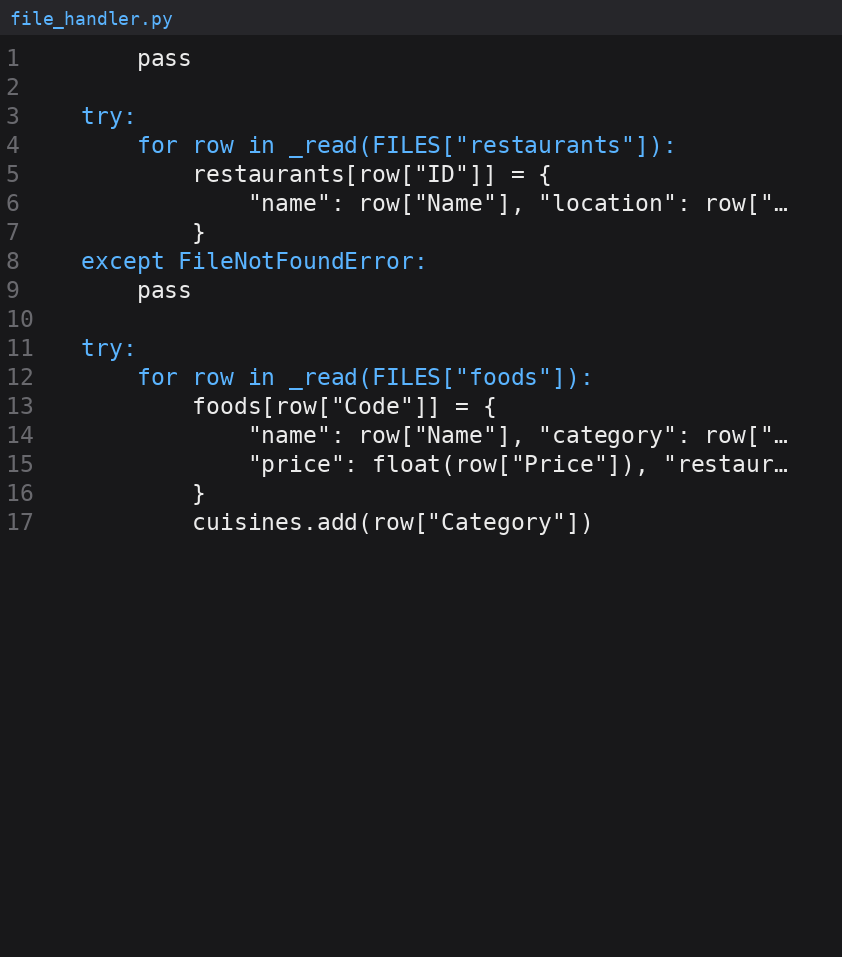 file_handler.py
1        pass
2
3    try:
4        for row in _read(FILES["restaurants"]):
5            restaurants[row["ID"]] = {
6                "name": row["Name"], "location": row["…
7            }
8    except FileNotFoundError:
9        pass
10
11    try:
12        for row in _read(FILES["foods"]):
13            foods[row["Code"]] = {
14                "name": row["Name"], "category": row["…
15                "price": float(row["Price"]), "restaur…
16            }
17            cuisines.add(row["Category"])